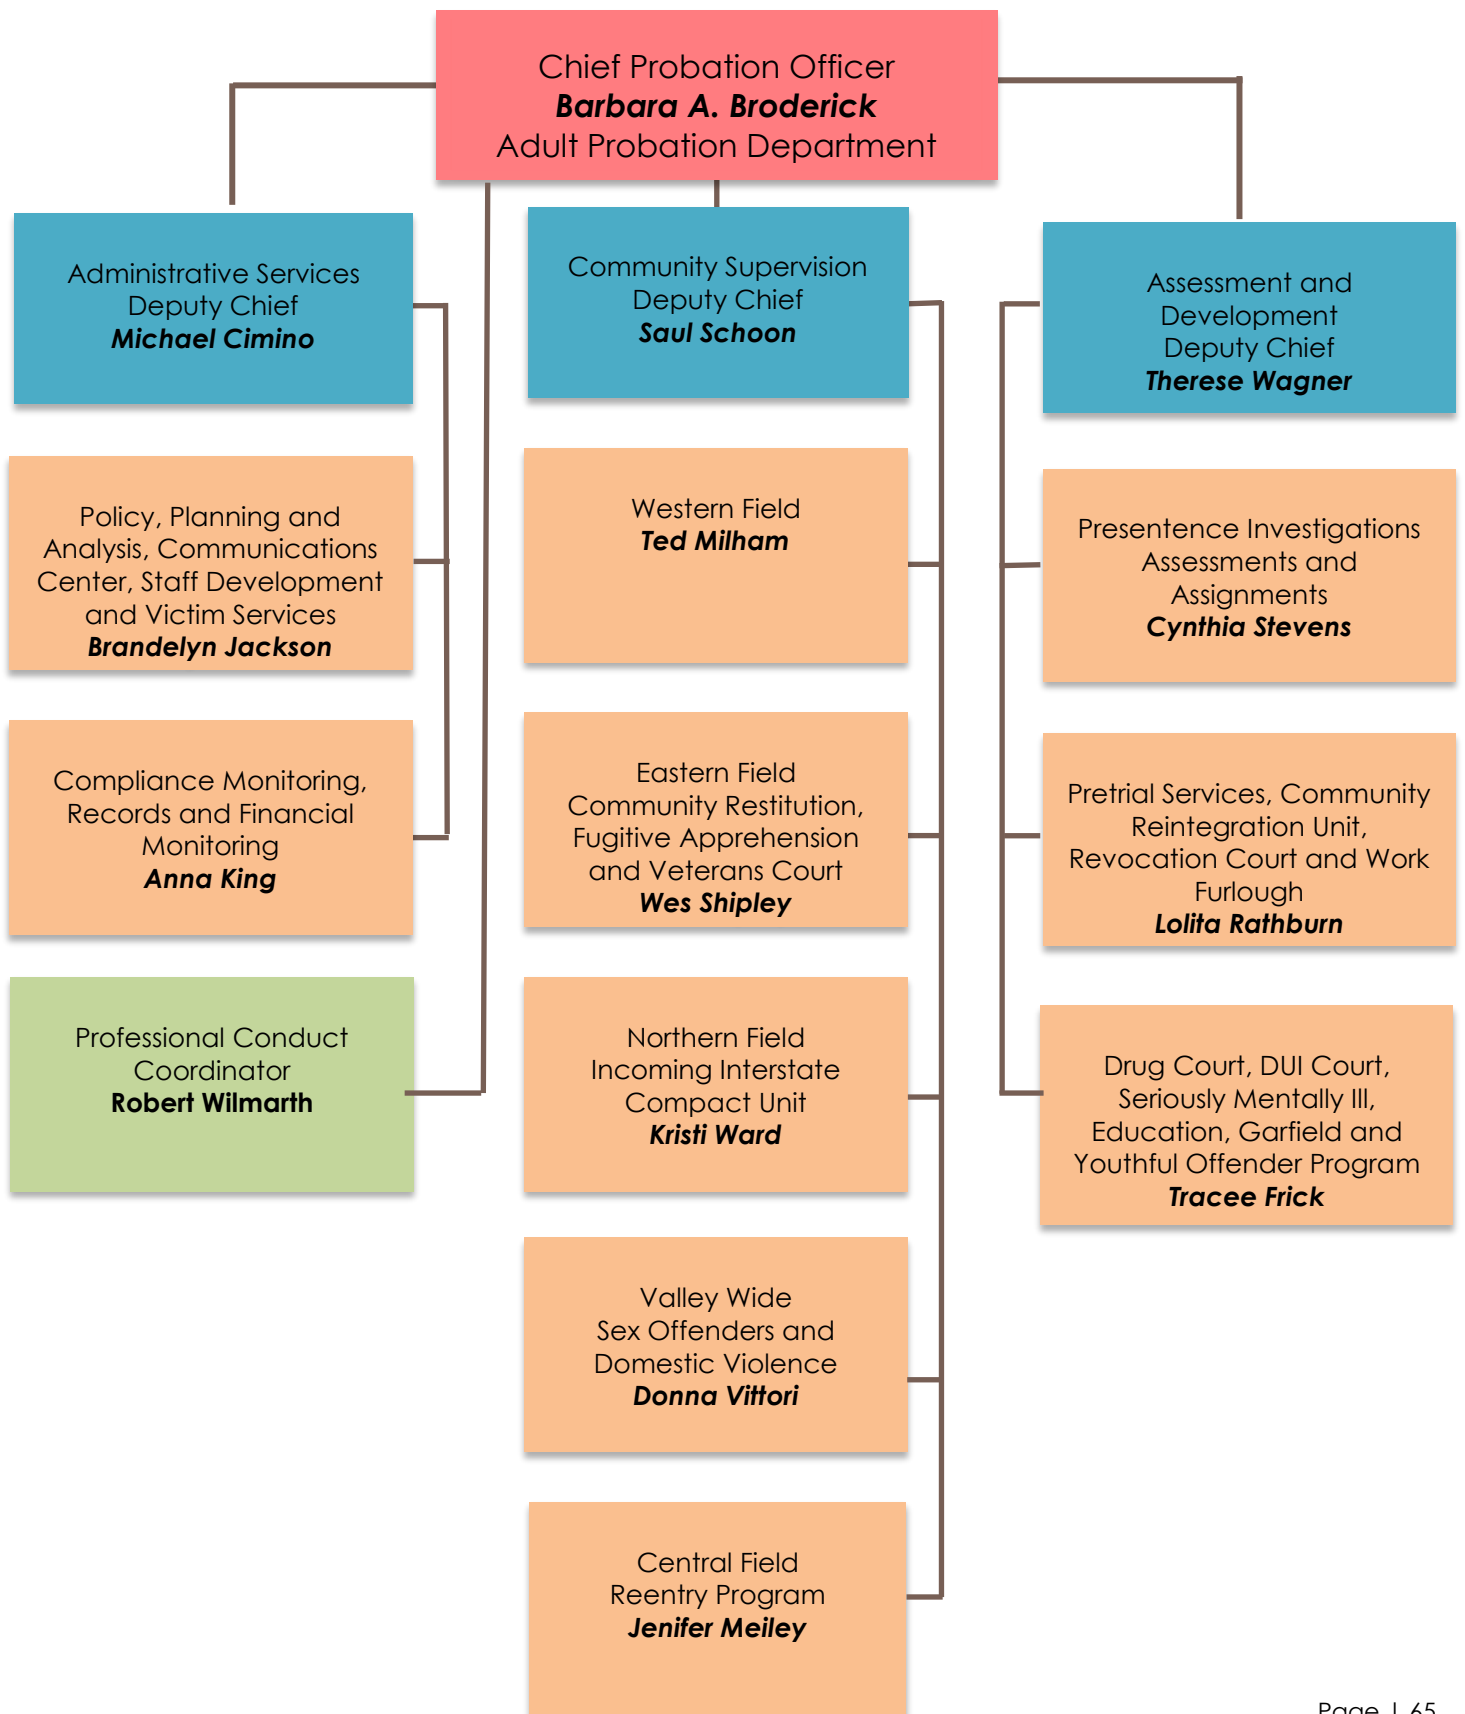 Chief Probation Officer
Barbara A. Broderick
Adult Probation Department
Administrative Services
Deputy Chief
Michael Cimino
Community Supervision
Deputy Chief
Saul Schoon
Assessment and
Development
Deputy Chief
Therese Wagner
Policy, Planning and
Analysis, Communications
Center, Staff Development
and Victim Services
Brandelyn Jackson
Western Field
Ted Milham
Presentence Investigations
Assessments and
Assignments
Cynthia Stevens
Compliance Monitoring,
Records and Financial
Monitoring
Anna King
Eastern Field
Community Restitution,
Fugitive Apprehension
and Veterans Court
Wes Shipley
Pretrial Services, Community
Reintegration Unit,
Revocation Court and Work
Furlough
Lolita Rathburn
Professional Conduct
Coordinator
Robert Wilmarth
Northern Field
Incoming Interstate
Compact Unit
Kristi Ward
Drug Court, DUI Court,
Seriously Mentally Ill,
Education, Garfield and
Youthful Offender Program
Tracee Frick
Valley Wide
Sex Offenders and
Domestic Violence
Donna Vittori
Central Field
Reentry Program
Jenifer Meiley
Page | 65